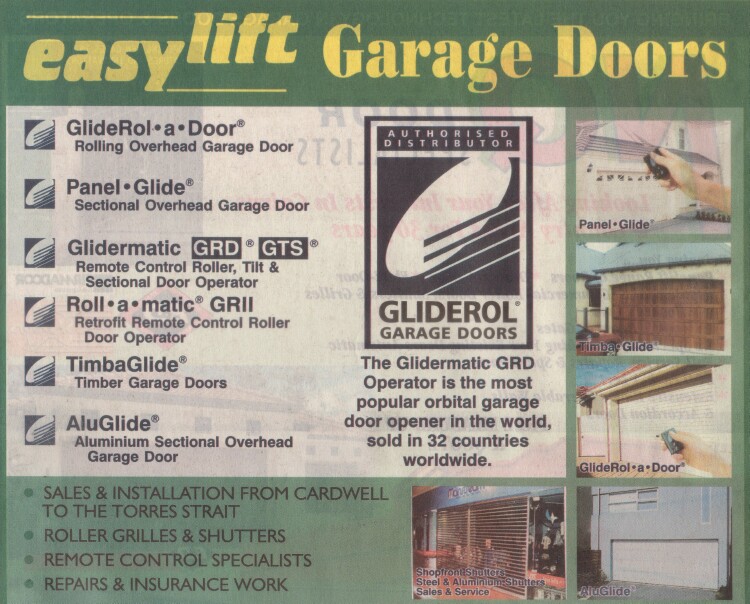 easylift Garage Doors
GlideRol•a•Door®
Rolling Overhead Garage Door
Panel•Glide®
Sectional Overhead Garage Door
Glidermatic GRD® GTS®
Remote Control Roller, Tilt &
Sectional Door Operator
Roll•a•matic® GRII
Retrofit Remote Control Roller
Door Operator
TimbaGlide®
Timber Garage Doors
AluGlide®
Aluminium Sectional Overhead
Garage Door
AUTHORISED
DISTRIBUTOR
GLIDEROL®
GARAGE DOORS
The Glidermatic GRD
Operator is the most
popular orbital garage
door opener in the world,
sold in 32 countries
worldwide.
Panel•Glide®
Timba•Glide®
GlideRol•a•Door®
AluGlide®
Shopfront Shutters
Steel & Aluminium Shutters
Sales & Service
• SALES & INSTALLATION FROM CARDWELL
TO THE TORRES STRAIT
• ROLLER GRILLES & SHUTTERS
• REMOTE CONTROL SPECIALISTS
• REPAIRS & INSURANCE WORK